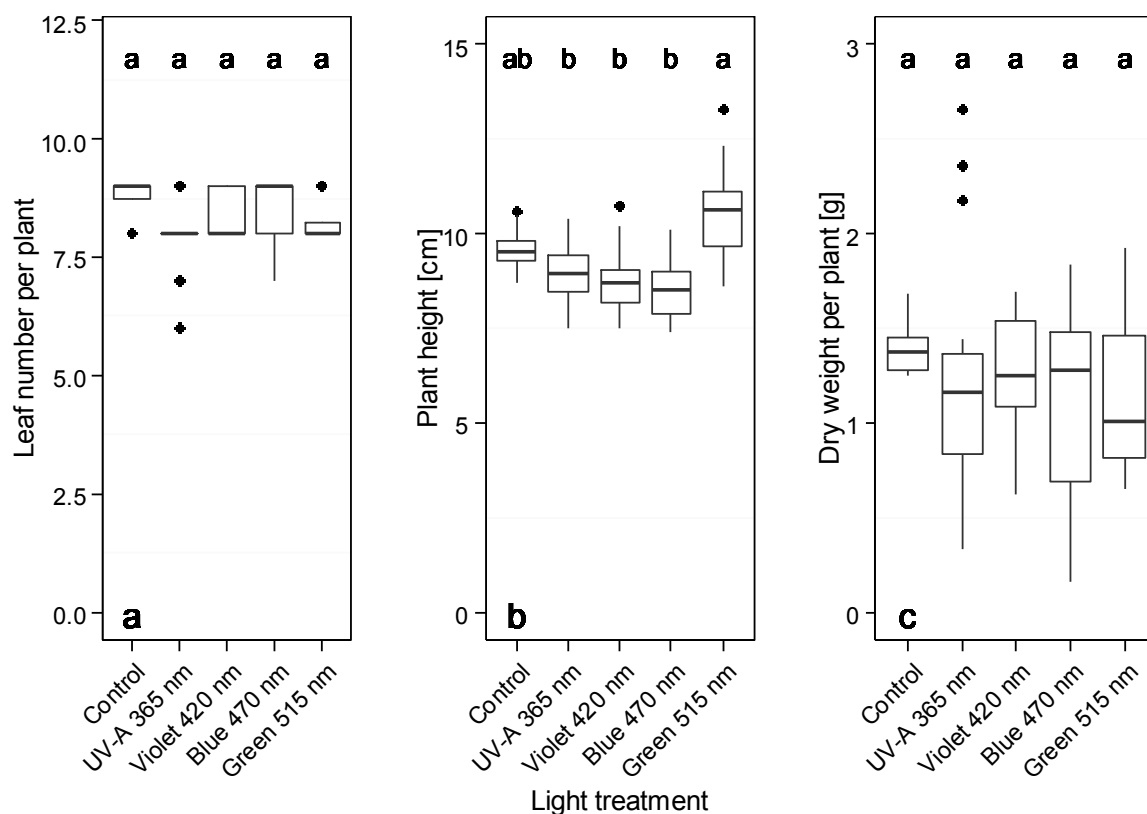 Leaf number per plant
12.5
10.0
7.5
5.0
2.5
0.0
a a a a a
a
Control
UV-A 365 nm
Violet 420 nm
Blue 470 nm
Green 515 nm
Plant height [cm]
15
10
5
0
ab b b b a
b
Control
UV-A 365 nm
Violet 420 nm
Blue 470 nm
Green 515 nm
Dry weight per plant [g]
3
2
1
0
a a a a a
c
Control
UV-A 365 nm
Violet 420 nm
Blue 470 nm
Green 515 nm
Light treatment